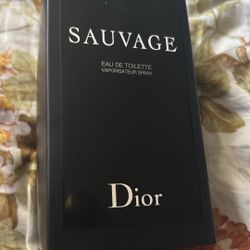 SAUVAGE
EAU DE TOILETTE
VAPORISATEUR SPRAY
Dior